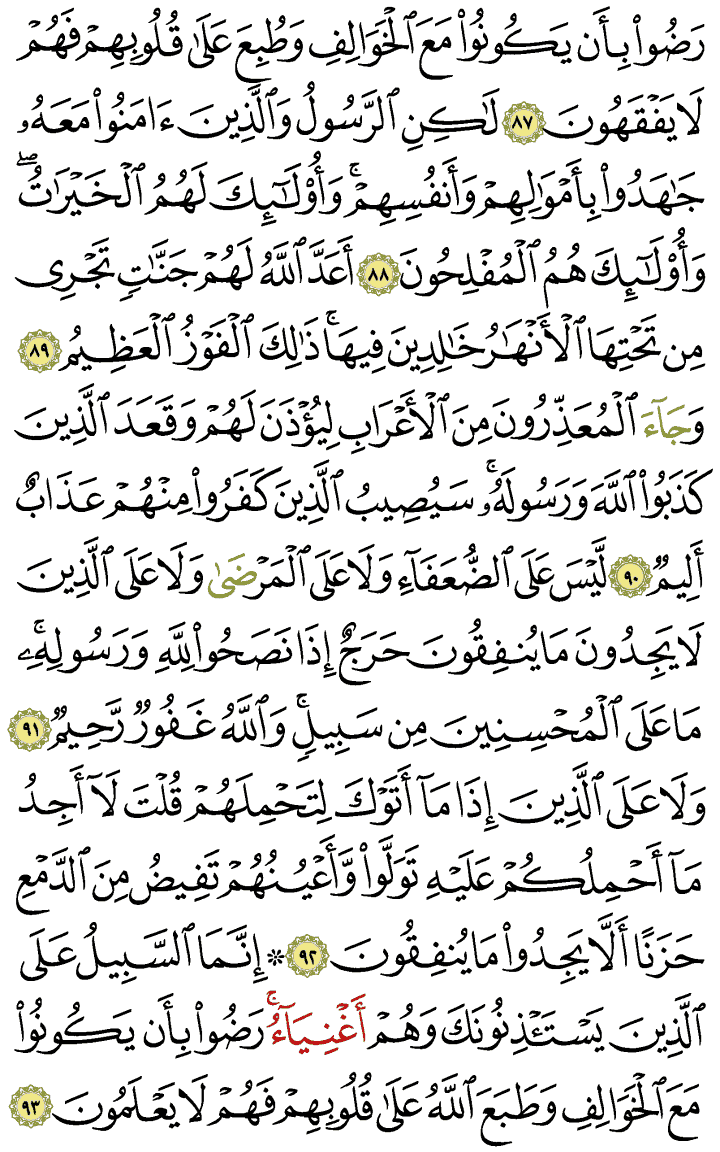 رَضُوا۟ بِأَن يَكُونُوا۟ مَعَ ٱلْخَوَالِفِ وَطُبِعَ عَلَىٰ قُلُوبِهِمْ فَهُمْ
لَا يَفْقَهُونَ ٨٧ لَٰكِنِ ٱلرَّسُولُ وَٱلَّذِينَ ءَامَنُوا۟ مَعَهُۥ
جَٰهَدُوا۟ بِأَمْوَٰلِهِمْ وَأَنفُسِهِمْ ۚ وَأُو۟لَٰٓئِكَ لَهُمُ ٱلْخَيْرَٰتُ ۖ
وَأُو۟لَٰٓئِكَ هُمُ ٱلْمُفْلِحُونَ ٨٨ أَعَدَّ ٱللَّهُ لَهُمْ جَنَّٰتٍ تَجْرِى
مِن تَحْتِهَا ٱلْأَنْهَٰرُ خَٰلِدِينَ فِيهَا ۚ ذَٰلِكَ ٱلْفَوْزُ ٱلْعَظِيمُ ٨٩
وَجَآءَ ٱلْمُعَذِّرُونَ مِنَ ٱلْأَعْرَابِ لِيُؤْذَنَ لَهُمْ وَقَعَدَ ٱلَّذِينَ
كَذَبُوا۟ ٱللَّهَ وَرَسُولَهُۥ ۚ سَيُصِيبُ ٱلَّذِينَ كَفَرُوا۟ مِنْهُمْ عَذَابٌ
أَلِيمٌ ٩٠ لَّيْسَ عَلَى ٱلضُّعَفَآءِ وَلَا عَلَى ٱلْمَرْضَىٰ وَلَا عَلَى ٱلَّذِينَ
لَا يَجِدُونَ مَا يُنفِقُونَ حَرَجٌ إِذَا نَصَحُوا۟ لِلَّهِ وَرَسُولِهِۦ ۚ
مَا عَلَى ٱلْمُحْسِنِينَ مِن سَبِيلٍ ۚ وَٱللَّهُ غَفُورٌ رَّحِيمٌ ٩١
وَلَا عَلَى ٱلَّذِينَ إِذَا مَآ أَتَوْكَ لِتَحْمِلَهُمْ قُلْتَ لَآ أَجِدُ
مَآ أَحْمِلُكُمْ عَلَيْهِ تَوَلَّوا۟ وَّأَعْيُنُهُمْ تَفِيضُ مِنَ ٱلدَّمْعِ
حَزَنًا أَلَّا يَجِدُوا۟ مَا يُنفِقُونَ ٩٢ ۞ إِنَّمَا ٱلسَّبِيلُ عَلَى
ٱلَّذِينَ يَسْتَـْٔذِنُونَكَ وَهُمْ أَغْنِيَآءُ ۚ رَضُوا۟ بِأَن يَكُونُوا۟
مَعَ ٱلْخَوَالِفِ وَطَبَعَ ٱللَّهُ عَلَىٰ قُلُوبِهِمْ فَهُمْ لَا يَعْلَمُونَ ٩٣